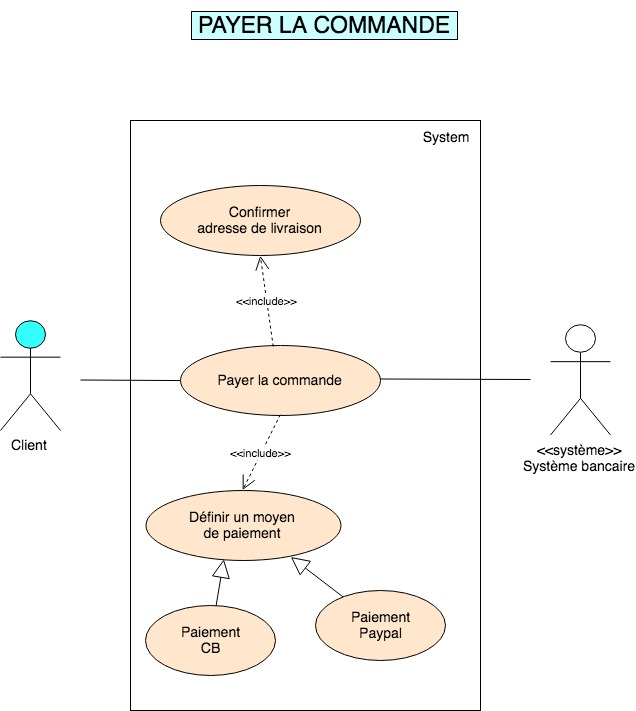 PAYER LA COMMANDE
System
Confirmer
adresse de livraison
<<include>>
Payer la commande
Client
<<système>>
Système bancaire
<<include>>
Définir un moyen
de paiement
Paiement
CB
Paiement
Paypal